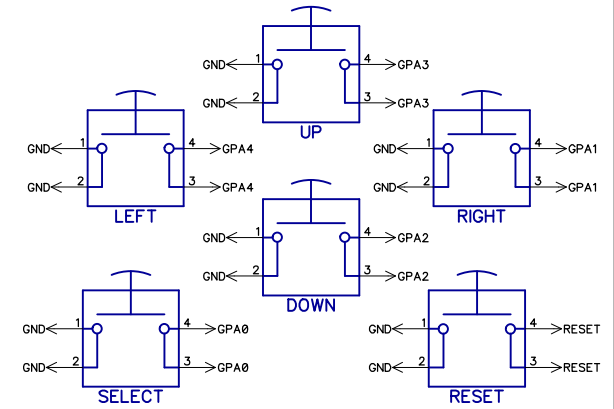 GND 1 4 GPA3
GND 2 3 GPA3
UP
GND 1 4 GPA4
GND 2 3 GPA4
LEFT
GND 1 4 GPA1
GND 2 3 GPA1
RIGHT
GND 1 4 GPA2
GND 2 3 GPA2
DOWN
GND 1 4 GPA0
GND 2 3 GPA0
SELECT
GND 1 4 RESET
GND 2 3 RESET
RESET